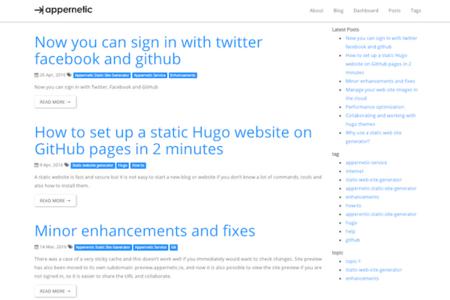 appernetic
About Blog Dashboard Posts Tags
Now you can sign in with twitter
facebook and github
25 Apr, 2016 Appernetic Static Site Generator Appernetic Service Enhancements
Now you can sign in with Twitter, Facebook and GitHub
READ MORE →
How to set up a static Hugo website on
GitHub pages in 2 minutes
9 Apr, 2016 Static website generator Hugo How to
A static website is fast and secure but it is not easy to start a new blog or website if you don't know a lot of commands, tools and
also how to install them.
READ MORE →
Minor enhancements and fixes
14 Mar, 2016 Appernetic Static Site Generator Appernetic Service Git
There was a case of a very sticky cache and this doesn't work well if you immediately would want to check changes. Site preview
has also been moved to its own subdomain: preview.appernetic.io, and now it is also possible to view the site preview if you are
not signed in, so it is easier to share and collaborate on content.
READ MORE →
Latest Posts
Now you can sign in with twitter
facebook and github
How to set up a static Hugo
website on GitHub pages in 2
minutes
Minor enhancements and fixes
Manage your web site images
in the cloud
Performance optimization
Collaborating and working with
hugo themes
Why use a static web site
generator?
tag
appernetic service
internet
static-web-site-generator
appernetic static-site-generator
enhancements
how-to
appernetic static-site-generator
hugo
help
github
topic
topic 1
static-web-site-generator
enhancements